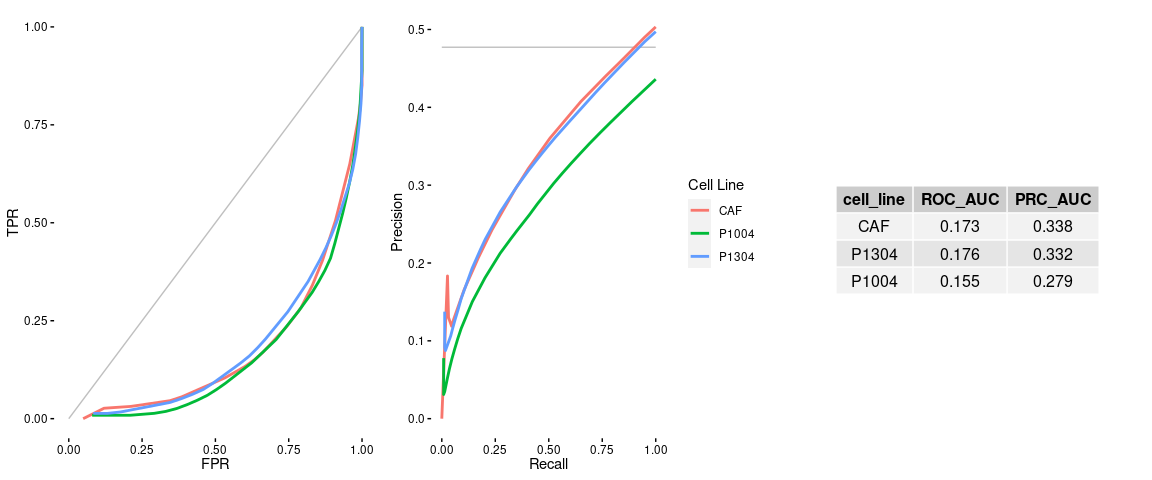 1.00
0.75
0.50
0.25
0.00
TPR
0.00 0.25 0.50 0.75 1.00
FPR
0.5
0.4
0.3
0.2
0.1
0.0
Precision
0.00 0.25 0.50 0.75 1.00
Recall
Cell Line
CAF
P1004
P1304
cell_line ROC_AUC PRC_AUC
CAF 0.173 0.338
P1304 0.176 0.332
P1004 0.155 0.279